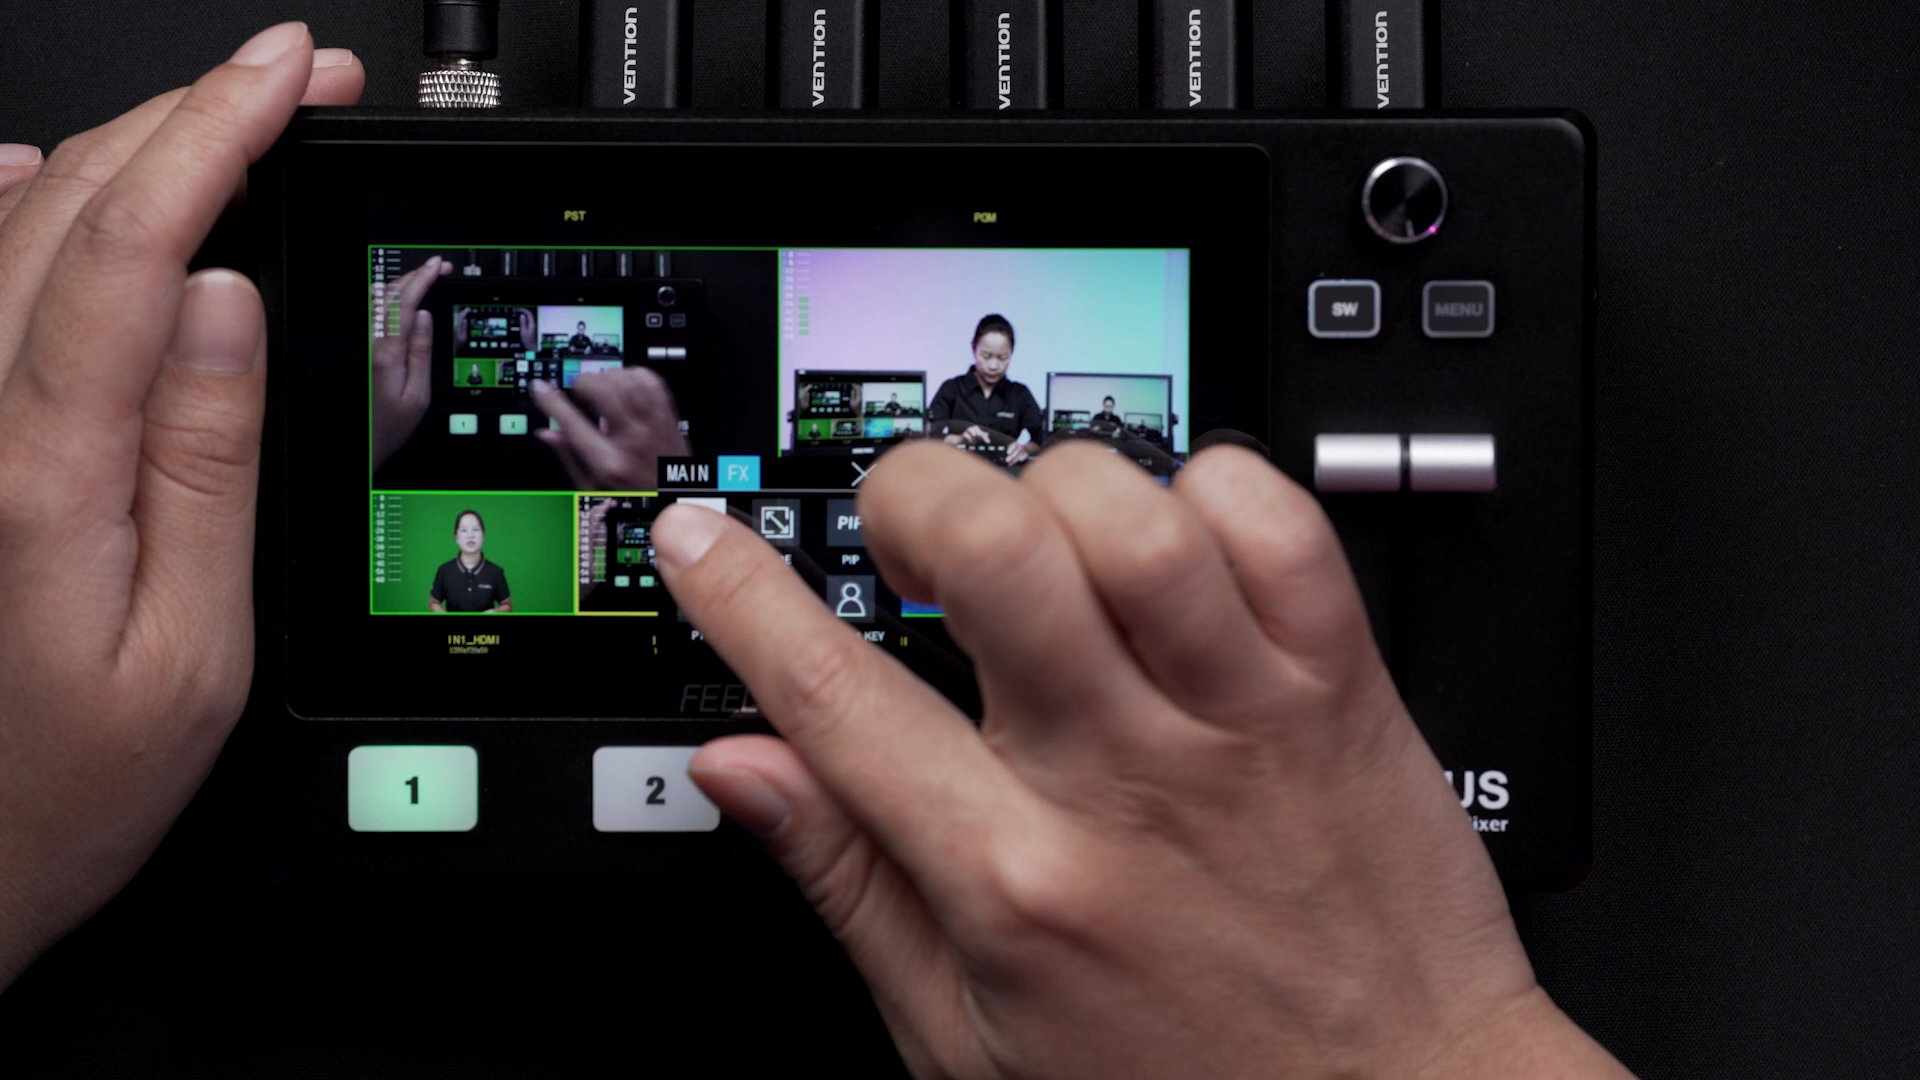 VENTION
VENTION
VENTION
VENTION
VENTION
PST
PGM
SW
MENU
MAIN FX
PIP
PIP
KEY
IN1_HDMI
FEEL
1
2
US
ixer